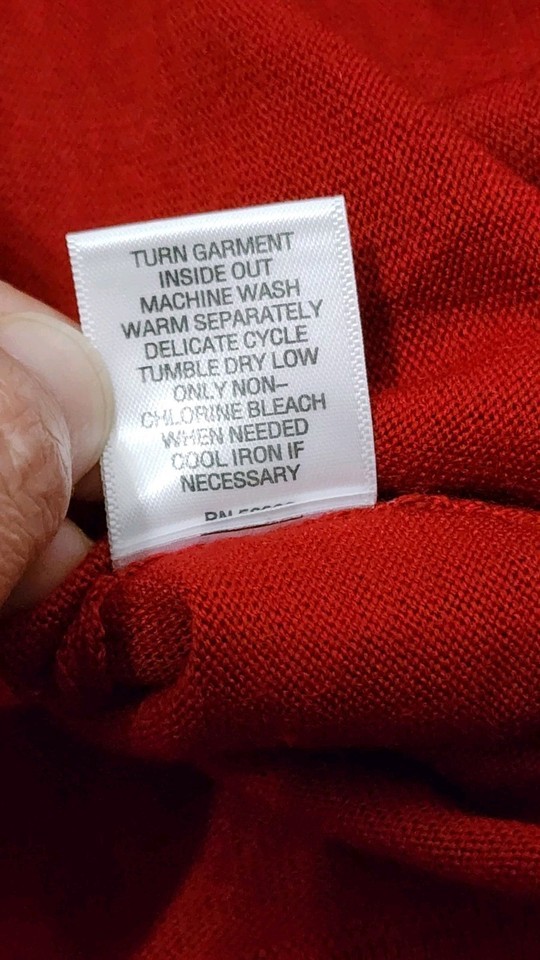 TURN GARMENT
INSIDE OUT
MACHINE WASH
WARM SEPARATELY
DELICATE CYCLE
TUMBLE DRY LOW
ONLY NON-
CHLORINE BLEACH
WHEN NEEDED
COOL IRON IF
NECESSARY
RN